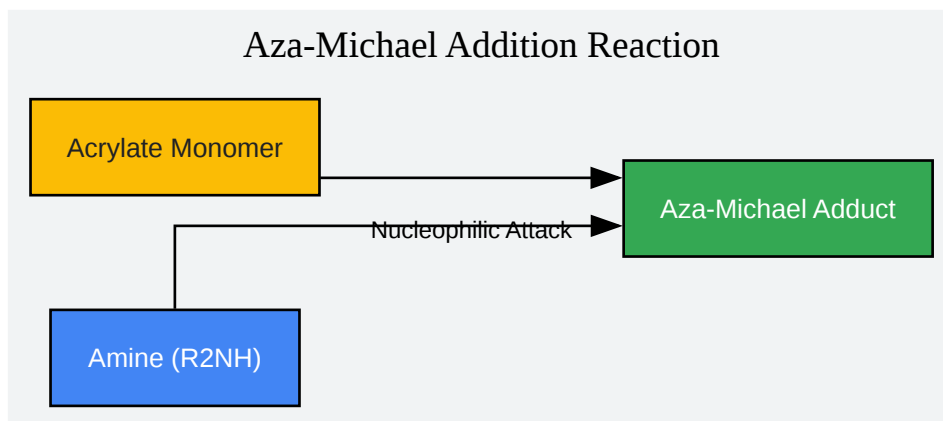 Aza-Michael Addition Reaction
Acrylate Monomer
Aza-Michael Adduct
Nucleophilic Attack
Amine (R2NH)